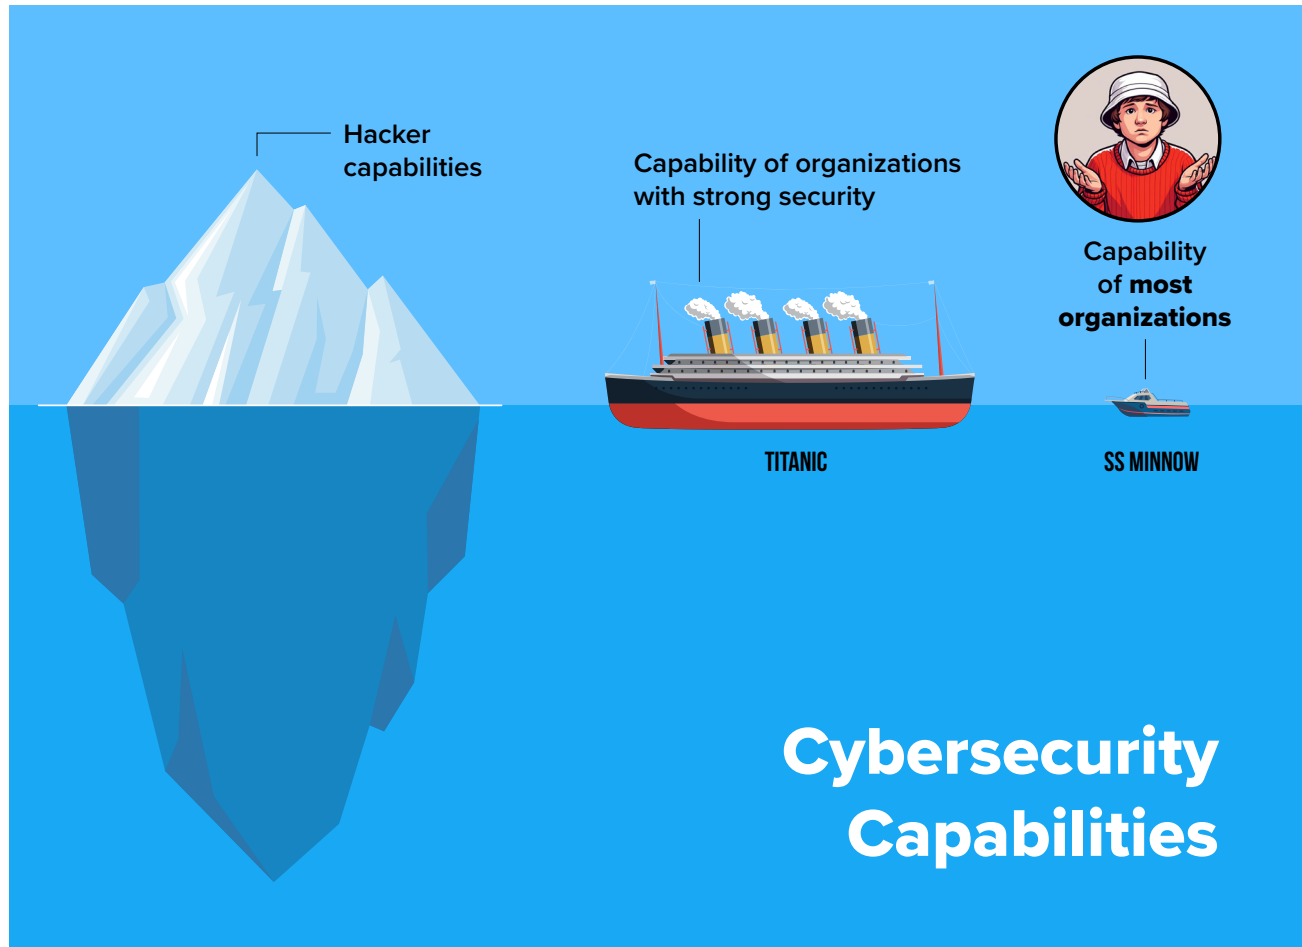 Hacker
capabilities
Capability of organizations
with strong security
Capability
of most
organizations
TITANIC
SS MINNOW
Cybersecurity
Capabilities